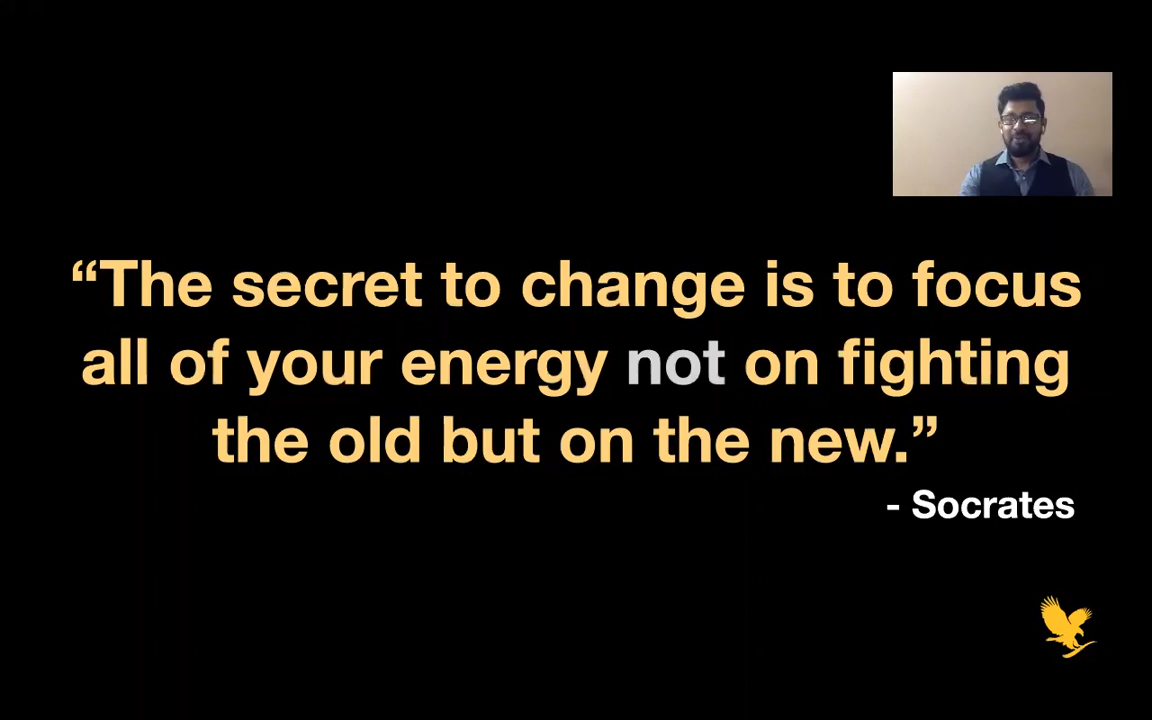 “The secret to change is to focus
all of your energy not on fighting
the old but on the new.”
- Socrates